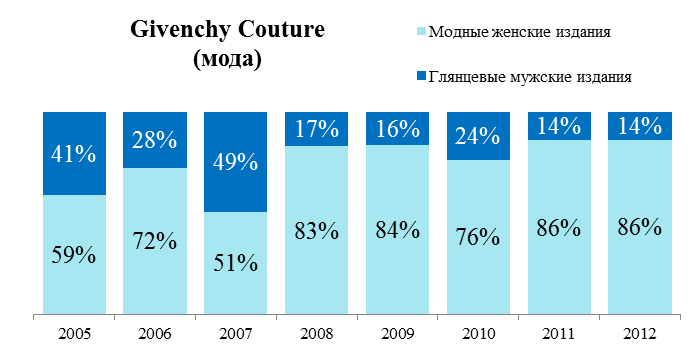 Givenchy Couture
(мода)
Модные женские издания
Глянцевые мужские издания
41% 28% 49% 17% 16% 24% 14% 14%
59% 72% 51% 83% 84% 76% 86% 86%
2005 2006 2007 2008 2009 2010 2011 2012